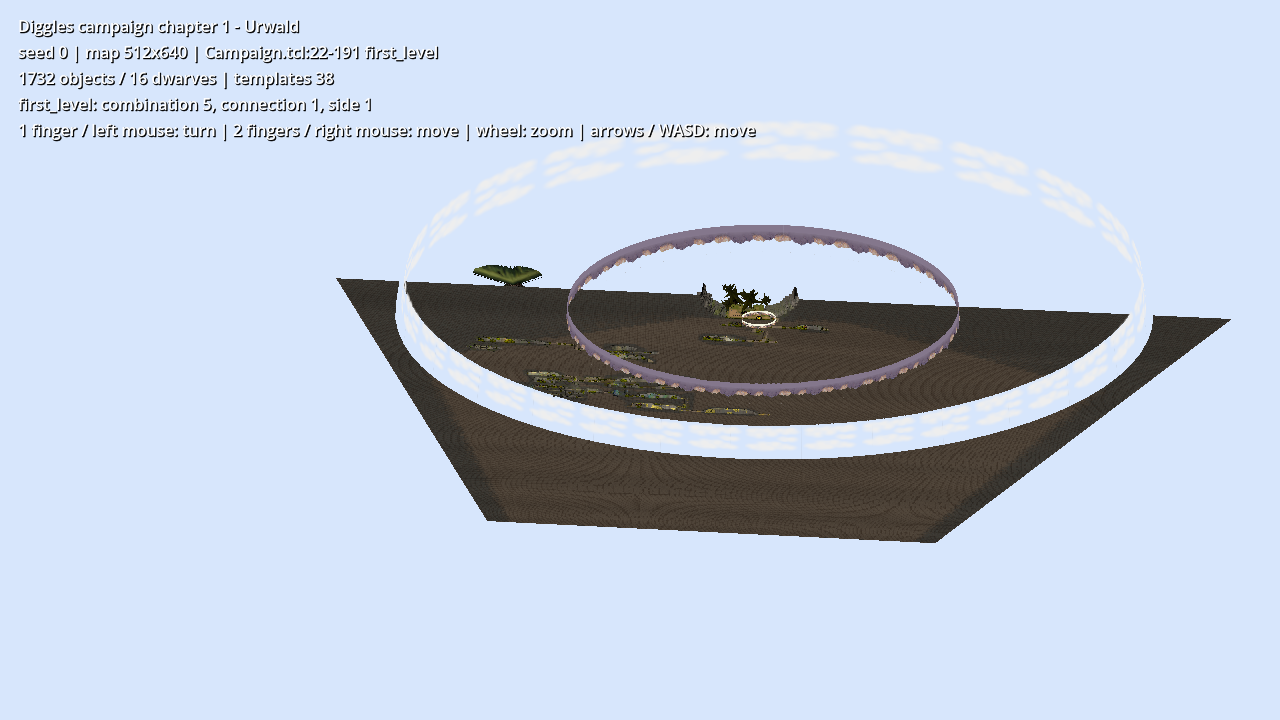 Diggles campaign chapter 1 - Urwald
seed 0 | map 512x640 | Campaign.tcl:22-191 first_level
1732 objects / 16 dwarves | templates 38
first_level: combination 5, connection 1, side 1
1 finger / left mouse: turn | 2 fingers / right mouse: move | wheel: zoom | arrows / WASD: move